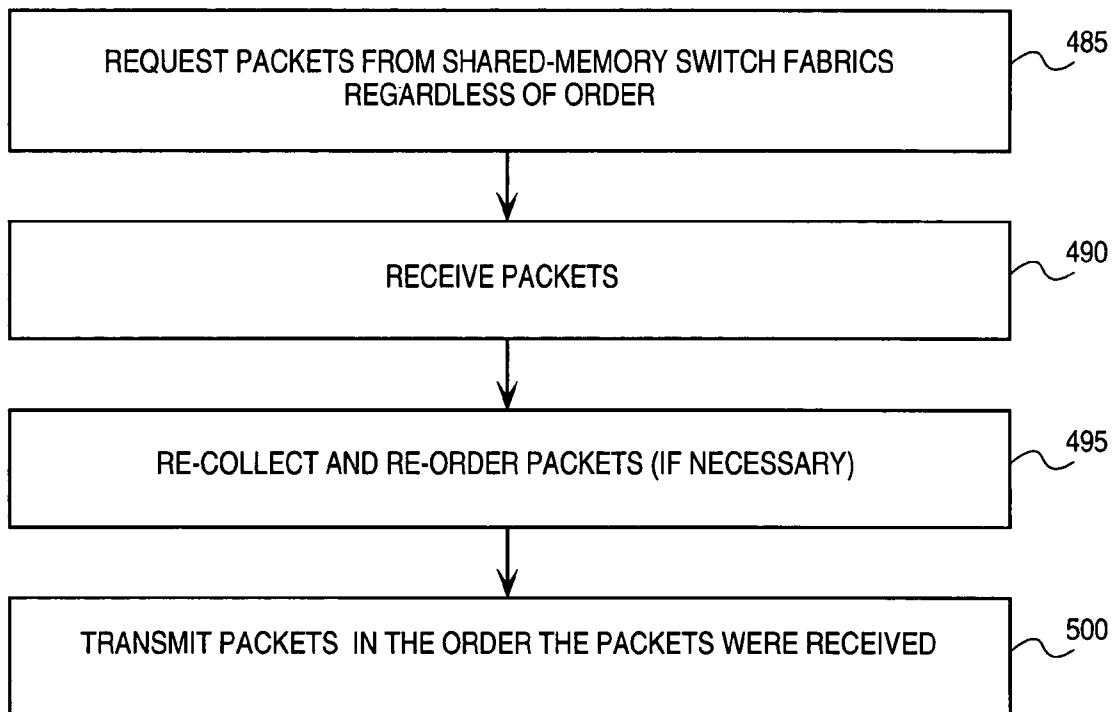 REQUEST PACKETS FROM SHARED-MEMORY SWITCH FABRICS
REGARDLESS OF ORDER
485
RECEIVE PACKETS
490
RE-COLLECT AND RE-ORDER PACKETS (IF NECESSARY)
495
TRANSMIT PACKETS IN THE ORDER THE PACKETS WERE RECEIVED
500